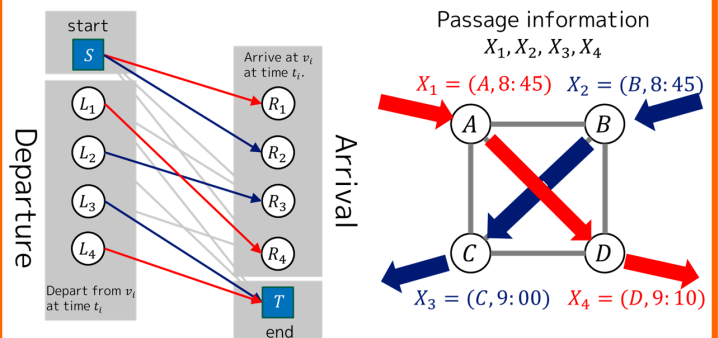 start
S
L₁
L₂
L₃
L₄
Depart from vᵢ
at time tᵢ
Departure
Arrive at vᵢ
at time tᵢ.
R₁
R₂
R₃
R₄
T
end
Arrival
Passage information
X₁, X₂, X₃, X₄
X₁ = (A, 8:45) X₂ = (B, 8:45)
A B
C D
X₃ = (C, 9:00) X₄ = (D, 9:10)